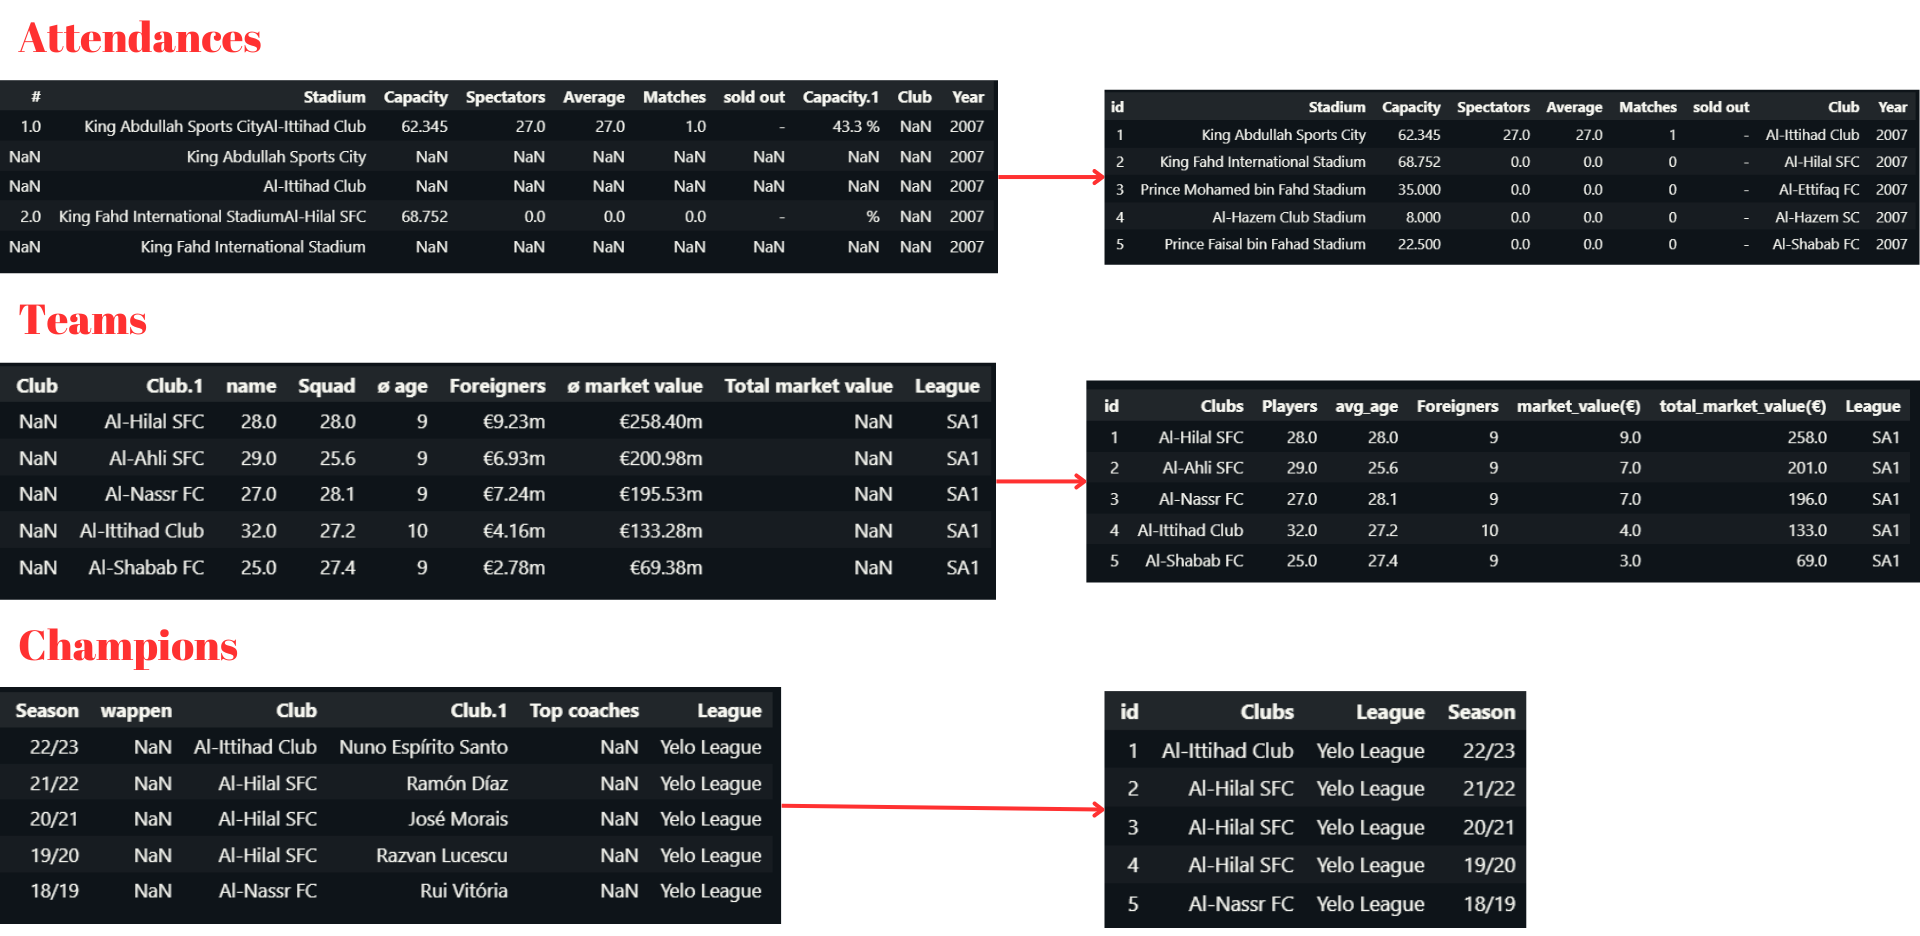 Attendances
# Stadium Capacity Spectators Average Matches sold out Capacity.1 Club Year
1.0 King Abdullah Sports CityAl-Ittihad Club 62.345 27.0 27.0 1.0 - 43.3 % NaN 2007
NaN King Abdullah Sports City NaN NaN NaN NaN NaN NaN NaN 2007
NaN Al-Ittihad Club NaN NaN NaN NaN NaN NaN NaN 2007
2.0 King Fahd International StadiumAl-Hilal SFC 68.752 0.0 0.0 0.0 - % NaN 2007
NaN King Fahd International Stadium NaN NaN NaN NaN NaN NaN NaN 2007
id Stadium Capacity Spectators Average Matches sold out Club Year
1 King Abdullah Sports City 62.345 27.0 27.0 1 - Al-Ittihad Club 2007
2 King Fahd International Stadium 68.752 0.0 0.0 0 - Al-Hilal SFC 2007
3 Prince Mohamed bin Fahd Stadium 35.000 0.0 0.0 0 - Al-Ettifaq FC 2007
4 Al-Hazem Club Stadium 8.000 0.0 0.0 0 - Al-Hazem SC 2007
5 Prince Faisal bin Fahad Stadium 22.500 0.0 0.0 0 - Al-Shabab FC 2007
Teams
Club Club.1 name Squad ø age Foreigners ø market value Total market value League
NaN Al-Hilal SFC 28.0 28.0 9 €9.23m €258.40m NaN SA1
NaN Al-Ahli SFC 29.0 25.6 9 €6.93m €200.98m NaN SA1
NaN Al-Nassr FC 27.0 28.1 9 €7.24m €195.53m NaN SA1
NaN Al-Ittihad Club 32.0 27.2 10 €4.16m €133.28m NaN SA1
NaN Al-Shabab FC 25.0 27.4 9 €2.78m €69.38m NaN SA1
id Clubs Players avg_age Foreigners market_value(€) total_market_value(€) League
1 Al-Hilal SFC 28.0 28.0 9 9.0 258.0 SA1
2 Al-Ahli SFC 29.0 25.6 9 7.0 201.0 SA1
3 Al-Nassr FC 27.0 28.1 9 7.0 196.0 SA1
4 Al-Ittihad Club 32.0 27.2 10 4.0 133.0 SA1
5 Al-Shabab FC 25.0 27.4 9 3.0 69.0 SA1
Champions
Season wappen Club Club.1 Top coaches League
22/23 NaN Al-Ittihad Club Nuno Espírito Santo NaN Yelo League
21/22 NaN Al-Hilal SFC Ramón Díaz NaN Yelo League
20/21 NaN Al-Hilal SFC José Morais NaN Yelo League
19/20 NaN Al-Hilal SFC Razvan Lucescu NaN Yelo League
18/19 NaN Al-Nassr FC Rui Vitória NaN Yelo League
id Clubs League Season
1 Al-Ittihad Club Yelo League 22/23
2 Al-Hilal SFC Yelo League 21/22
3 Al-Hilal SFC Yelo League 20/21
4 Al-Hilal SFC Yelo League 19/20
5 Al-Nassr FC Yelo League 18/19